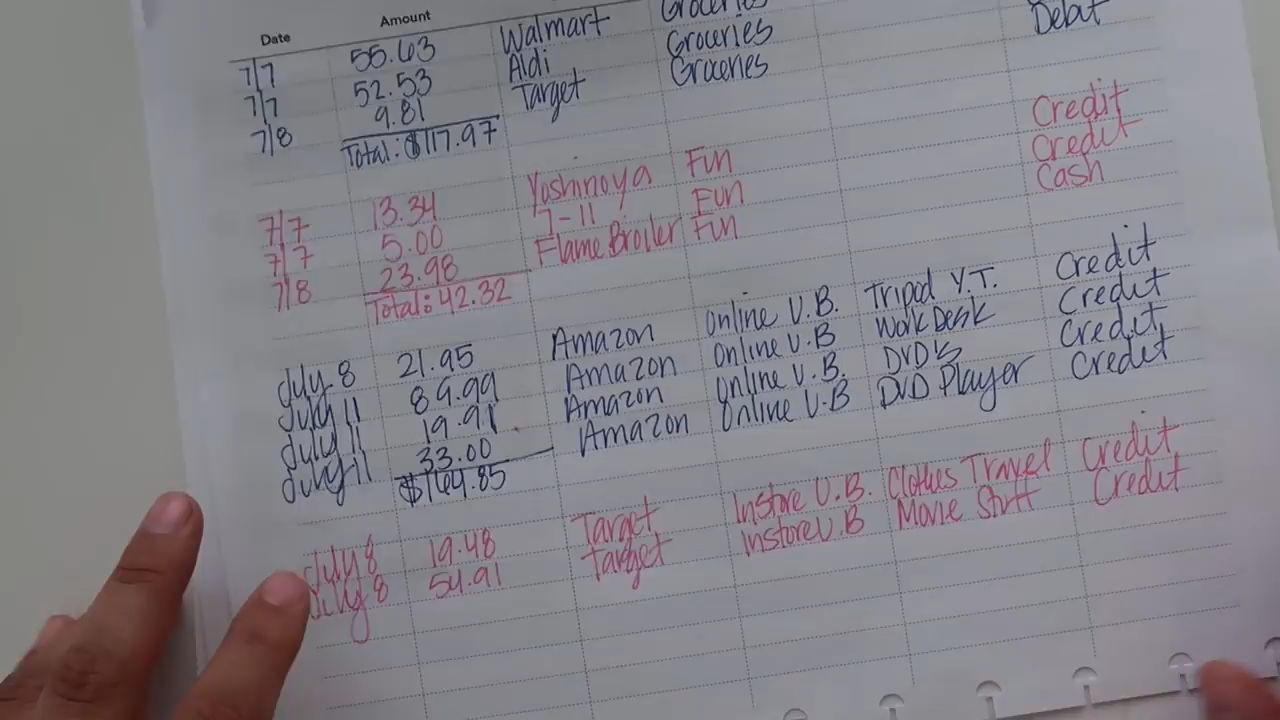 Date Amount
7/7 55.63 Walmart Groceries
7/7 52.53 Aldi Groceries Debit
7/8 9.81 Target Groceries
Total: $117.97
7/7 13.34 Yoshinoya Fun Credit
7/7 5.00 7-11 Fun Credit
7/8 23.98 Flame Broiler Fun Cash
Total: 42.32
July 8 21.95 Amazon Online U.B. Tripod Y.T. Credit
July 11 89.99 Amazon Online U.B Work Desk Credit
July 11 19.91 Amazon Online U.B. DVD's Credit
July 11 33.00 Amazon Online U.B DVD Player Credit
$164.85
July 8 19.48 Target Instore U.B. Clothes Travel Credit
July 8 54.91 Target Instore U.B Movie Stuff Credit